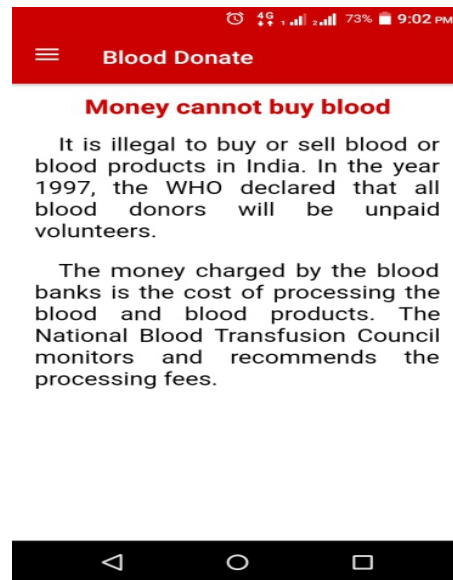 4G 1 2 73% 9:02 PM
Blood Donate
Money cannot buy blood
It is illegal to buy or sell blood or
blood products in India. In the year
1997, the WHO declared that all
blood donors will be unpaid
volunteers.
The money charged by the blood
banks is the cost of processing the
blood and blood products. The
National Blood Transfusion Council
monitors and recommends the
processing fees.